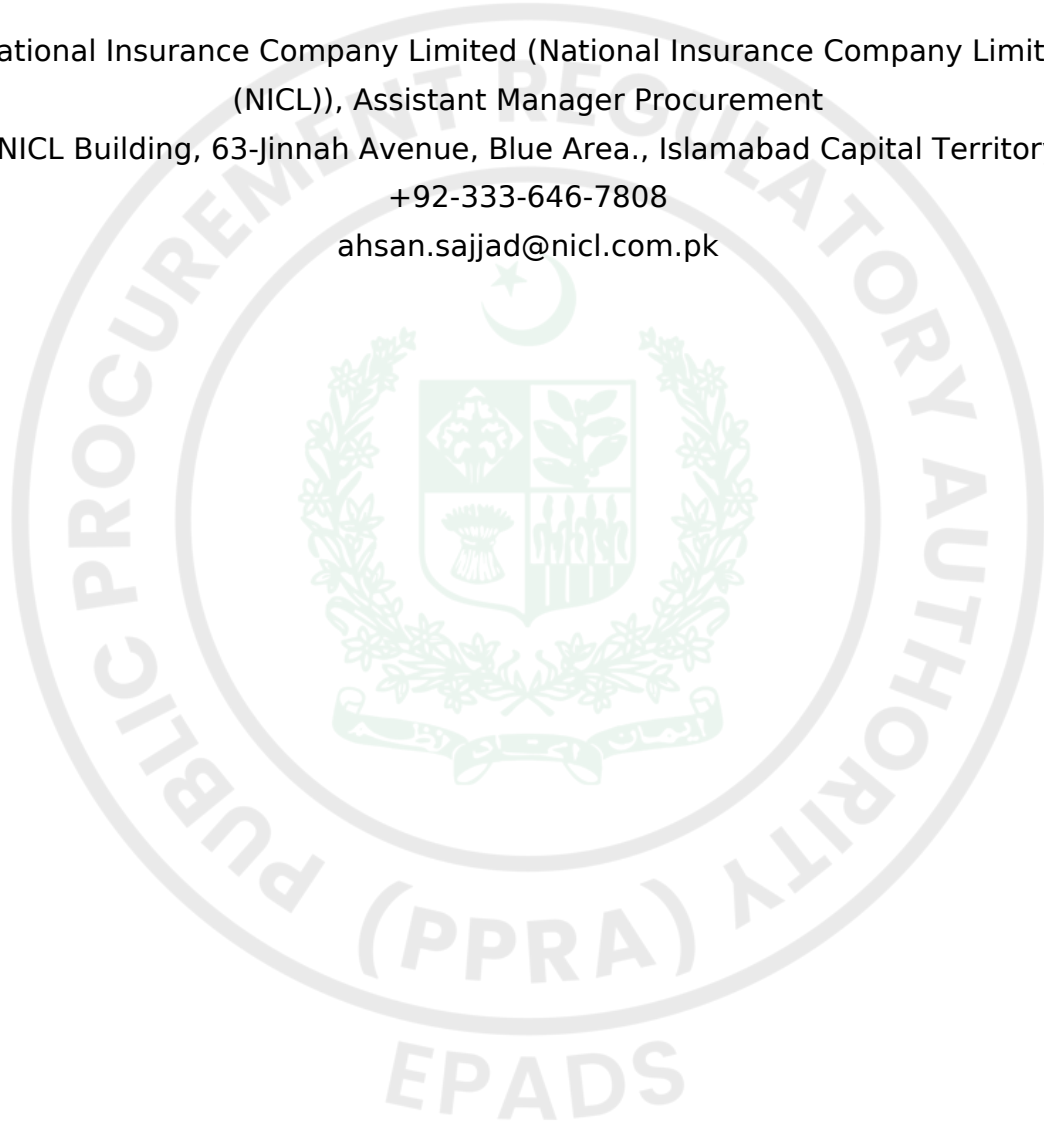 ational Insurance Company Limited (National Insurance Company Limit
(NICL)), Assistant Manager Procurement
NICL Building, 63-Jinnah Avenue, Blue Area., Islamabad Capital Territor
+92-333-646-7808
ahsan.sajjad@nicl.com.pk
PUBLIC PROCUREMENT REGULATORY AUTHORITY
(PPRA)
EPADS